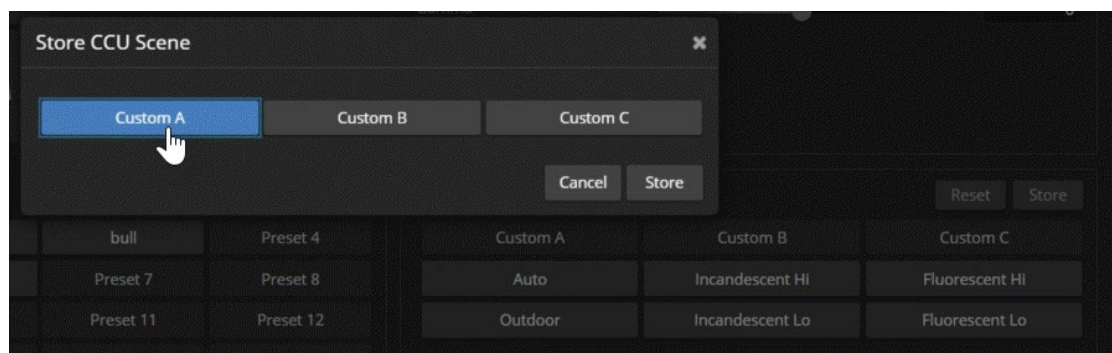 Store CCU Scene ✖
Custom A Custom B Custom C
Cancel Store
Reset Store
bull Preset 4 Custom A Custom B Custom C
Preset 7 Preset 8 Auto Incandescent Hi Fluorescent Hi
Preset 11 Preset 12 Outdoor Incandescent Lo Fluorescent Lo